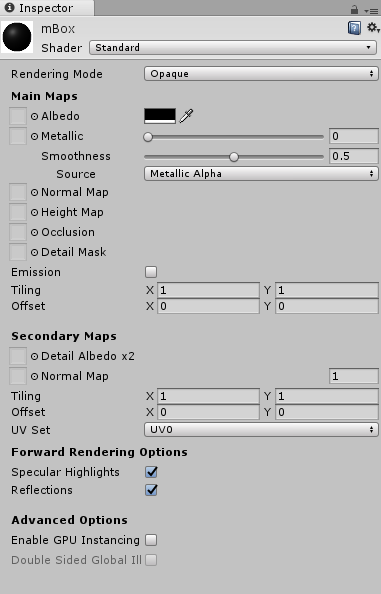 Inspector
mBox
Shader Standard
Rendering Mode Opaque
Main Maps
Albedo
Metallic 0
Smoothness 0.5
Source Metallic Alpha
Normal Map
Height Map
Occlusion
Detail Mask
Emission
Tiling X 1 Y 1
Offset X 0 Y 0
Secondary Maps
Detail Albedo x2
Normal Map 1
Tiling X 1 Y 1
Offset X 0 Y 0
UV Set UV0
Forward Rendering Options
Specular Highlights
Reflections
Advanced Options
Enable GPU Instancing
Double Sided Global Ill